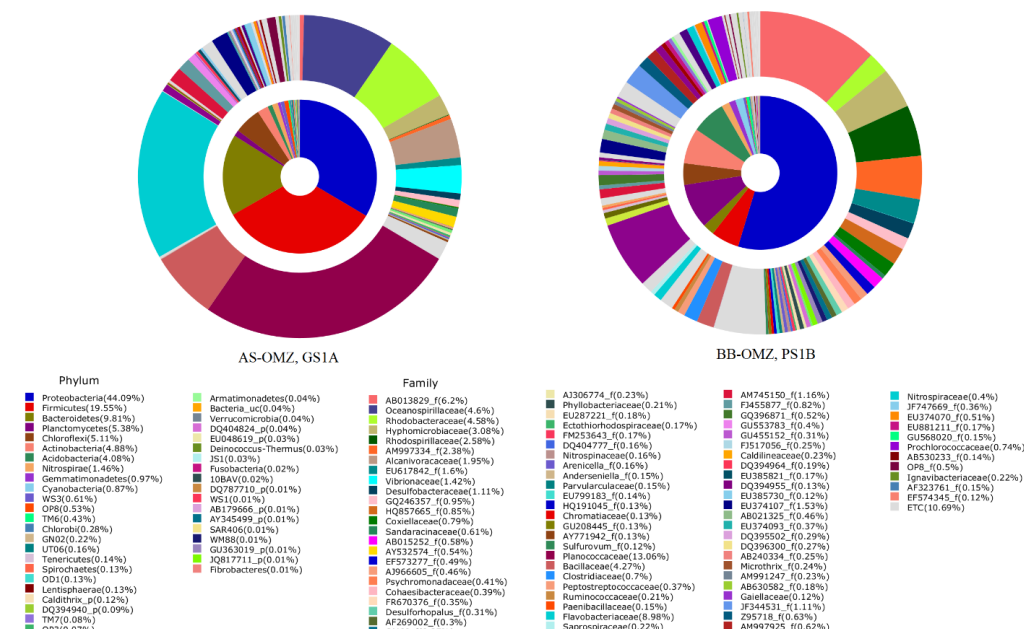 AS-OMZ, GS1A
BB-OMZ, PS1B
Phylum
Proteobacteria(44.09%)
Firmicutes(19.55%)
Bacteroidetes(9.81%)
Planctomycetes(5.38%)
Chloroflexi(5.11%)
Actinobacteria(4.88%)
Acidobacteria(4.08%)
Nitrospirae(1.46%)
Gemmatimonadetes(0.97%)
Cyanobacteria(0.87%)
WS3(0.61%)
OP8(0.53%)
TM6(0.43%)
Chlorobi(0.28%)
GN02(0.22%)
UT06(0.16%)
Tenericutes(0.14%)
Spirochaetes(0.13%)
OD1(0.13%)
Lentisphaerae(0.13%)
Caldithrix_p(0.12%)
DQ394940_p(0.09%)
TM7(0.08%)
Armatimonadetes(0.04%)
Bacteria_uc(0.04%)
Verrucomicrobia(0.04%)
DQ404824_p(0.04%)
EU048619_p(0.03%)
Deinococcus-Thermus(0.03%)
JS1(0.03%)
Fusobacteria(0.02%)
10BAV(0.02%)
DQ787710_p(0.01%)
WS1(0.01%)
AB179666_p(0.01%)
AY345499_p(0.01%)
SAR406(0.01%)
WM88(0.01%)
GU363019_p(0.01%)
JQ817711_p(0.01%)
Fibrobacteres(0.01%)
Family
AB013829_f(6.2%)
Oceanospirillaceae(4.6%)
Rhodobacteraceae(4.58%)
Hyphomicrobiaceae(3.08%)
Rhodospirillaceae(2.58%)
AM997334_f(2.38%)
Alcanivoracaceae(1.95%)
EU617842_f(1.6%)
Vibrionaceae(1.42%)
Desulfobacteraceae(1.11%)
GQ246357_f(0.95%)
HQ857665_f(0.85%)
Coxiellaceae(0.79%)
Sandaracinaceae(0.61%)
AB015252_f(0.58%)
AY532574_f(0.54%)
EF573277_f(0.49%)
AJ966605_f(0.46%)
Psychromonadaceae(0.41%)
Cohaesibacteraceae(0.39%)
FR670376_f(0.35%)
Desulforhopalus_f(0.31%)
AF269002_f(0.3%)
AJ306774_f(0.23%)
Phyllobacteriaceae(0.21%)
EU287221_f(0.18%)
Ectothiorhodospiraceae(0.17%)
FM253643_f(0.17%)
DQ404777_f(0.16%)
Nitrospinaceae(0.16%)
Arenicella_f(0.16%)
Anderseniella_f(0.15%)
Parvularculaceae(0.15%)
EU799183_f(0.14%)
HQ191045_f(0.13%)
Chromatiaceae(0.13%)
GU208445_f(0.13%)
AY771942_f(0.13%)
Sulfurovum_f(0.12%)
Planococcaceae(13.06%)
Bacillaceae(4.27%)
Clostridiaceae(0.7%)
Peptostreptococcaceae(0.37%)
Ruminococcaceae(0.21%)
Paenibacillaceae(0.15%)
Flavobacteriaceae(8.98%)
Saprospiraceae(0.22%)
AM745150_f(1.16%)
FJ455877_f(0.82%)
GQ396871_f(0.52%)
GU553783_f(0.4%)
GU455152_f(0.31%)
FJ517056_f(0.25%)
Caldilineaceae(0.23%)
DQ394964_f(0.19%)
EU385821_f(0.17%)
DQ394955_f(0.13%)
EU385730_f(0.12%)
EU374107_f(1.53%)
AB021325_f(0.46%)
EU374093_f(0.37%)
DQ395502_f(0.29%)
DQ396300_f(0.27%)
AB240334_f(0.25%)
Microthrix_f(0.24%)
AM991247_f(0.23%)
AB630582_f(0.18%)
Gaiellaceae(0.12%)
JF344531_f(1.11%)
Z95718_f(0.63%)
AM997925_f(0.62%)
Nitrospiraceae(0.4%)
JF747669_f(0.36%)
EU374070_f(0.51%)
EU881211_f(0.17%)
GU568020_f(0.15%)
Prochlorococcaceae(0.74%)
AB530233_f(0.14%)
OP8_f(0.5%)
Ignavibacteriaceae(0.22%)
AF323761_f(0.15%)
EF574345_f(0.12%)
ETC(10.69%)